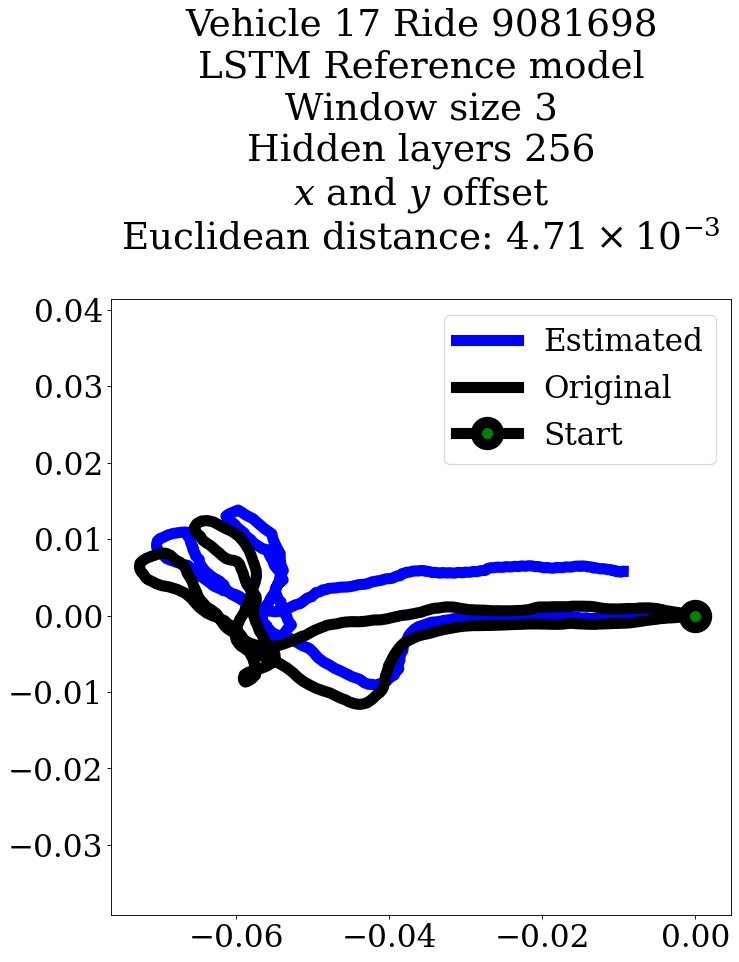 Vehicle 17 Ride 9081698
LSTM Reference model
Window size 3
Hidden layers 256
x and y offset
Euclidean distance: 4.71 × 10⁻³
Estimated
Original
Start
0.04
0.03
0.02
0.01
0.00
−0.01
−0.02
−0.03
−0.06 −0.04 −0.02 0.00